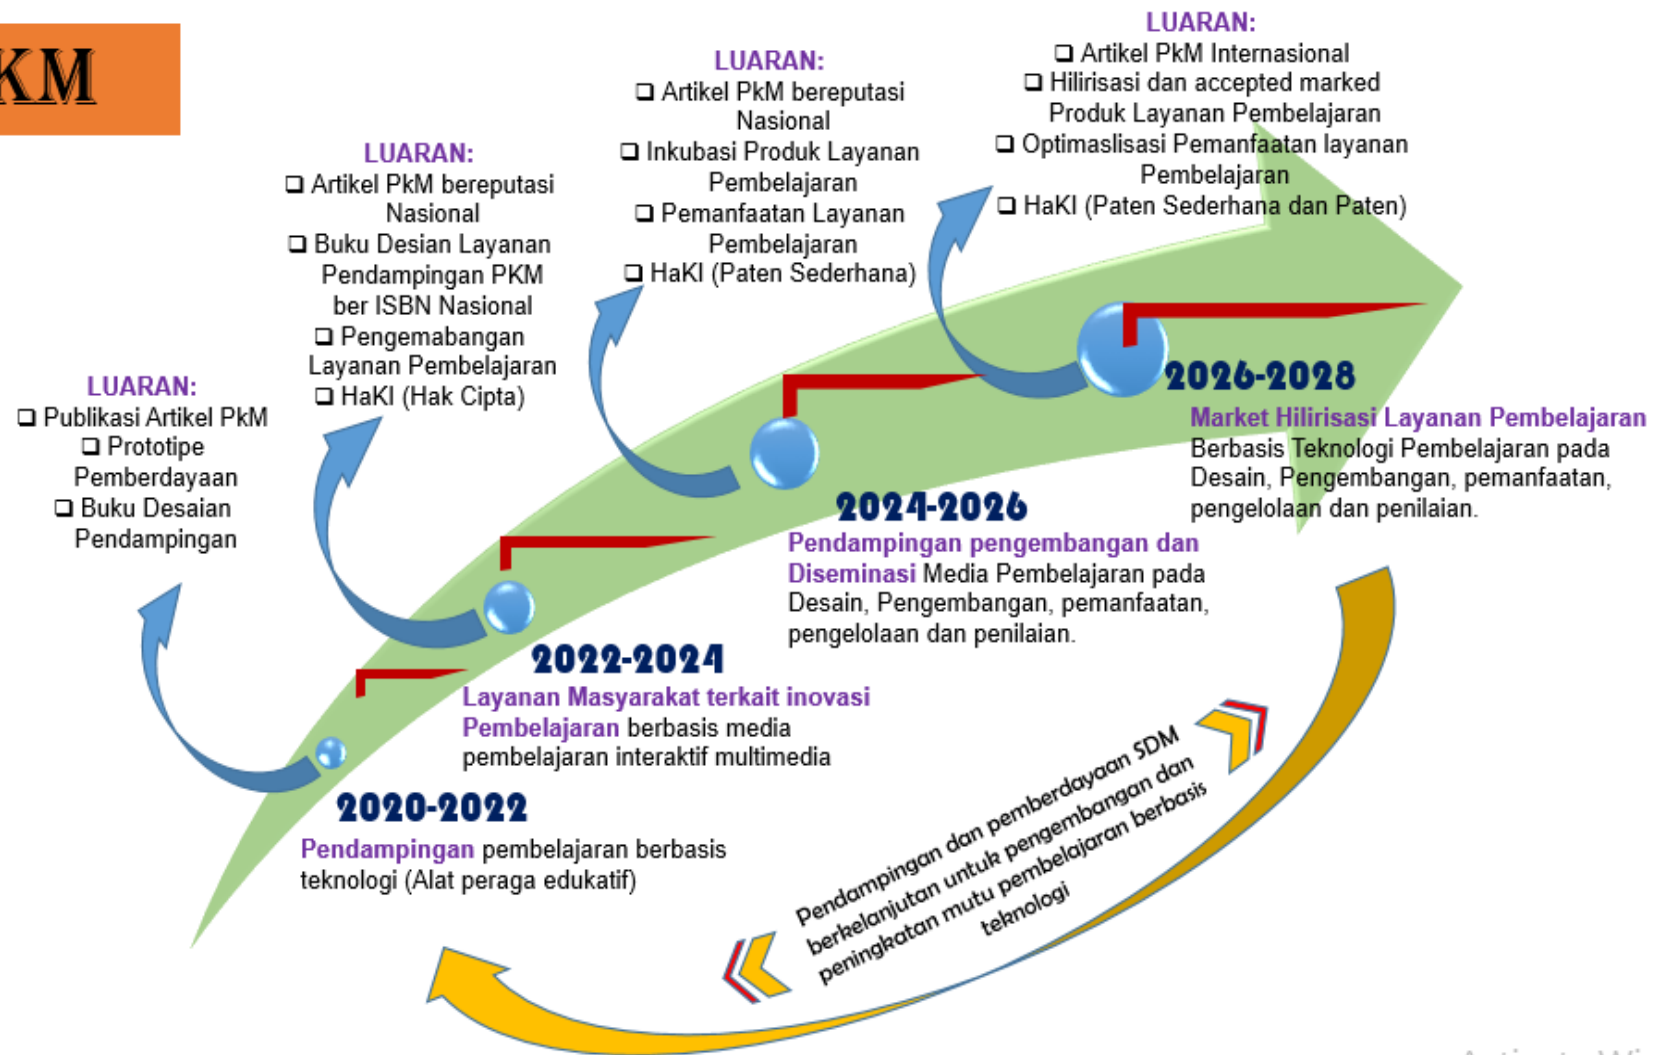 KM
LUARAN:
❑ Publikasi Artikel PkM
❑ Prototipe
Pemberdayaan
❑ Buku Desaian
Pendampingan
LUARAN:
❑ Artikel PkM bereputasi
Nasional
❑ Buku Desian Layanan
Pendampingan PKM
ber ISBN Nasional
❑ Pengemabangan
Layanan Pembelajaran
❑ HaKI (Hak Cipta)
LUARAN:
❑ Artikel PkM bereputasi
Nasional
❑ Inkubasi Produk Layanan
Pembelajaran
❑ Pemanfaatan Layanan
Pembelajaran
❑ HaKI (Paten Sederhana)
LUARAN:
❑ Artikel PkM Internasional
❑ Hilirisasi dan accepted marked
Produk Layanan Pembelajaran
❑ Optimaslisasi Pemanfaatan layanan
Pembelajaran
❑ HaKI (Paten Sederhana dan Paten)
2020-2022
Pendampingan pembelajaran berbasis
teknologi (Alat peraga edukatif)
2022-2024
Layanan Masyarakat terkait inovasi
Pembelajaran berbasis media
pembelajaran interaktif multimedia
2024-2026
Pendampingan pengembangan dan
Diseminasi Media Pembelajaran pada
Desain, Pengembangan, pemanfaatan,
pengelolaan dan penilaian.
2026-2028
Market Hilirisasi Layanan Pembelajaran
Berbasis Teknologi Pembelajaran pada
Desain, Pengembangan, pemanfaatan,
pengelolaan dan penilaian.
Pendampingan dan pemberdayaan SDM
berkelanjutan untuk pengembangan dan
peningkatan mutu pembelajaran berbasis
teknologi